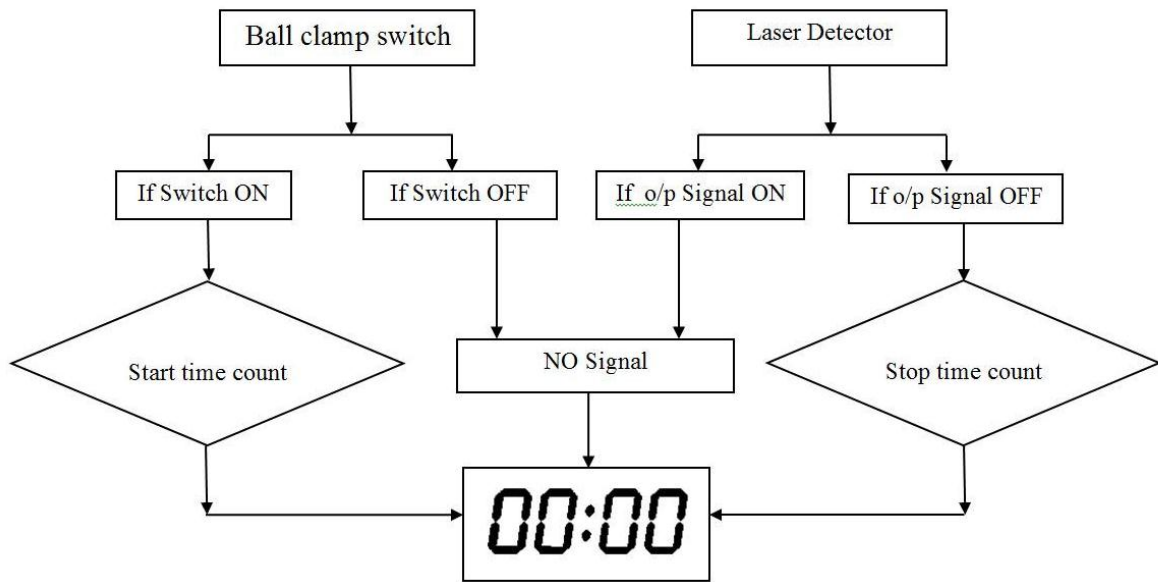 Ball clamp switch
Laser Detector
If Switch ON
If Switch OFF
If o/p Signal ON
If o/p Signal OFF
Start time count
NO Signal
Stop time count
00:00